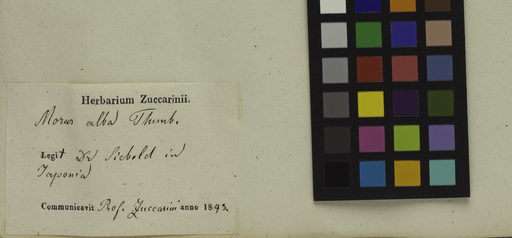 Herbarium Zuccarinii.
Morus alba Thunb.
Legit Dr Siebold in
Japonia
Communicavit Prof. Zuccarini anno 1843.